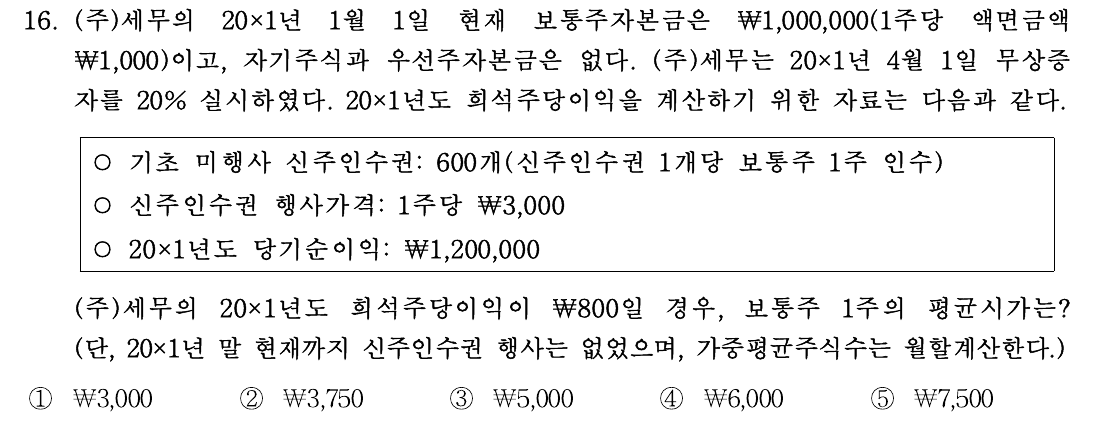 16. (주)세무의 20×1년 1월 1일 현재 보통주자본금은 ₩1,000,000(1주당 액면금액
₩1,000)이고, 자기주식과 우선주자본금은 없다. (주)세무는 20×1년 4월 1일 무상증
자를 20% 실시하였다. 20×1년도 희석주당이익을 계산하기 위한 자료는 다음과 같다.
○ 기초 미행사 신주인수권: 600개(신주인수권 1개당 보통주 1주 인수)
○ 신주인수권 행사가격: 1주당 ₩3,000
○ 20×1년도 당기순이익: ₩1,200,000
(주)세무의 20×1년도 희석주당이익이 ₩800일 경우, 보통주 1주의 평균시가는?
(단, 20×1년 말 현재까지 신주인수권 행사는 없었으며, 가중평균주식수는 월할계산한다.)
① ₩3,000 ② ₩3,750 ③ ₩5,000 ④ ₩6,000 ⑤ ₩7,500